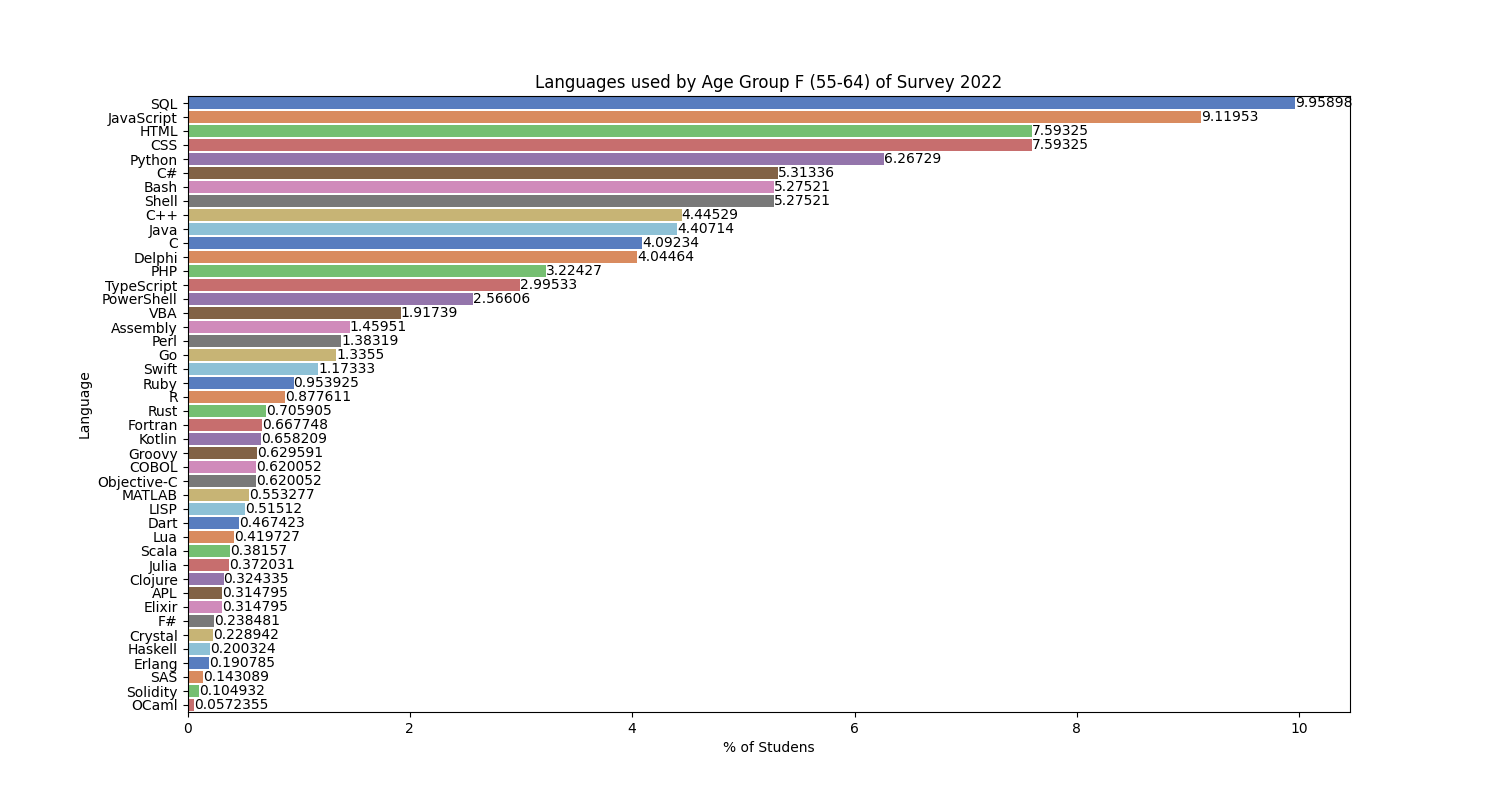 Languages used by Age Group F (55-64) of Survey 2022
SQL 9.95898
JavaScript 9.11953
HTML 7.59325
CSS 7.59325
Python 6.26729
C# 5.31336
Bash 5.27521
Shell 5.27521
C++ 4.44529
Java 4.40714
C 4.09234
Delphi 4.04464
PHP 3.22427
TypeScript 2.99533
PowerShell 2.56606
VBA 1.91739
Assembly 1.45951
Perl 1.38319
Go 1.3355
Swift 1.17333
Ruby 0.953925
R 0.877611
Rust 0.705905
Fortran 0.667748
Kotlin 0.658209
Groovy 0.629591
COBOL 0.620052
Objective-C 0.620052
MATLAB 0.553277
LISP 0.51512
Dart 0.467423
Lua 0.419727
Scala 0.38157
Julia 0.372031
Clojure 0.324335
APL 0.314795
Elixir 0.314795
F# 0.238481
Crystal 0.228942
Haskell 0.200324
Erlang 0.190785
SAS 0.143089
Solidity 0.104932
OCaml 0.0572355
Language
0 2 4 6 8 10
% of Studens